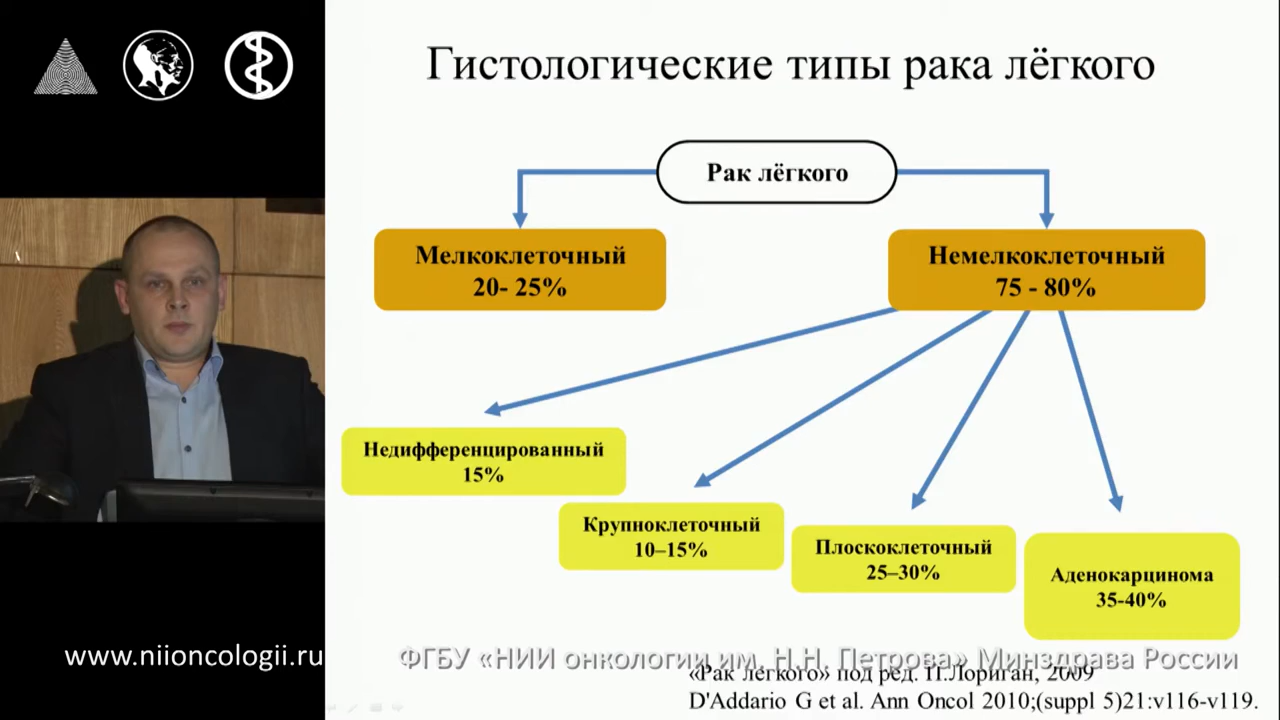 Гистологические типы рака лёгкого
Рак лёгкого
Мелкоклеточный
20- 25%
Немелкоклеточный
75 - 80%
Недифференцированный
15%
Крупноклеточный
10–15%
Плоскоклеточный
25–30%
Аденокарцинома
35-40%
www.niioncologii.ru
ФГБУ «НИИ онкологии им. Н.Н. Петрова» Минздрава России
«Рак лёгкого» под ред. П.Лориган, 2009
D'Addario G et al. Ann Oncol 2010;(suppl 5)21:v116-v119.